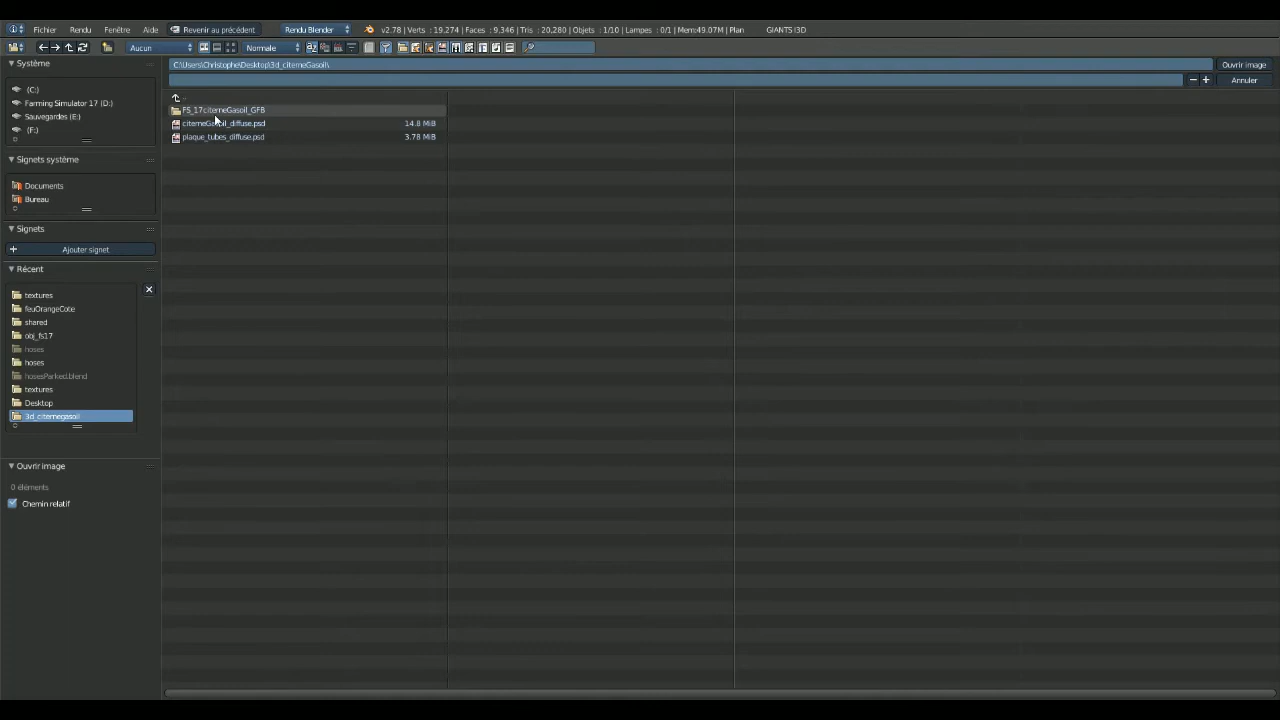 Fichier Rendu Fenêtre Aide Revenir au précédent Rendu Blender v2.78 | Verts : 19,274 | Faces : 9,346 | Tris : 20,280 | Objets : 1/10 | Lampes : 0/1 | Mem:49.07M | Plan GIANTS I3D
Aucun Normale
Système
C:\Users\Christophe\Desktop\3d_citerneGasoil\ Ouvrir image
Annuler
(C:)
Farming Simulator 17 (D:)
Sauvegardes (E:)
(F:)
..
FS_17citerneGasoil_GFB
citerneGasoil_diffuse.psd 14.8 MiB
plaque_tubes_diffuse.psd 3.78 MiB
Signets système
Documents
Bureau
Signets
Ajouter signet
Récent
textures
feuOrangeCote
shared
obj_fs17
hoses
hoses
hosesParked.blend
textures
Desktop
3d_citernegasoil
Ouvrir image
0 éléments
Chemin relatif